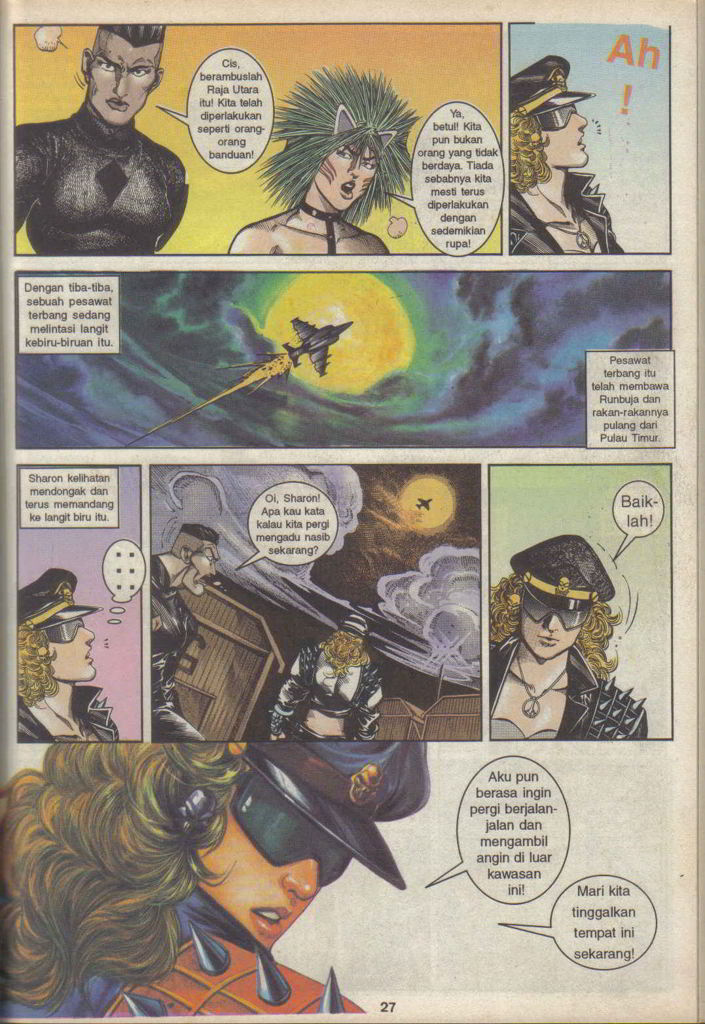 Cis,
berambuslah
Raja Utara
itu! Kita telah
diperlakukan
seperti orang-
orang
banduan!
Ya,
betul! Kita
pun bukan
orang yang tidak
berdaya. Tiada
sebabnya kita
mesti terus
diperlakukan
dengan
sedemikian
rupa!
Ah
!
Dengan tiba-tiba,
sebuah pesawat
terbang sedang
melintasi langit
kebiru-biruan itu.
Pesawat
terbang itu
telah membawa
Runbuja dan
rakan-rakannya
pulang dari
Pulau Timur.
Sharon kelihatan
mendongak dan
terus memandang
ke langit biru itu.
Oi, Sharon!
Apa kau kata
kalau kita pergi
mengadu nasib
sekarang?
Baik-
lah!
Aku pun
berasa ingin
pergi berjalan-
jalan dan
mengambil
angin di luar
kawasan
ini!
Mari kita
tinggalkan
tempat ini
sekarang!
27